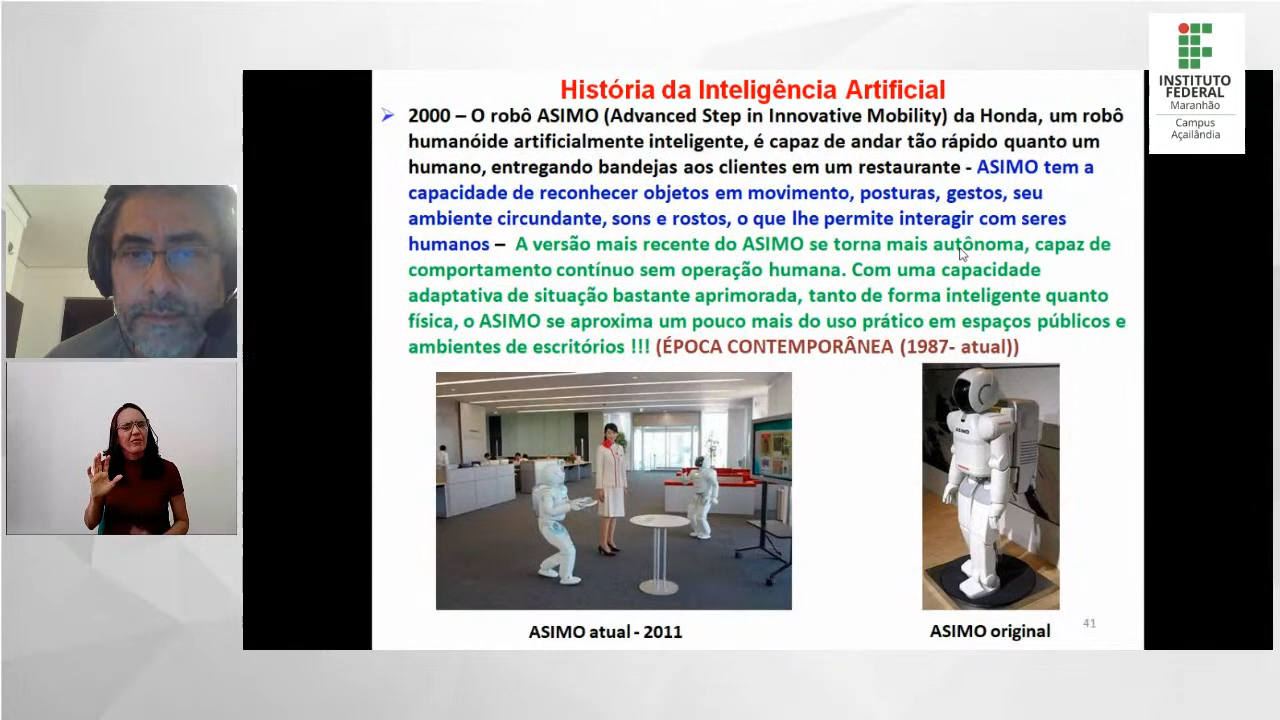 História da Inteligência Artificial
➢ 2000 – O robô ASIMO (Advanced Step in Innovative Mobility) da Honda, um robô
humanóide artificialmente inteligente, é capaz de andar tão rápido quanto um
humano, entregando bandejas aos clientes em um restaurante - ASIMO tem a
capacidade de reconhecer objetos em movimento, posturas, gestos, seu
ambiente circundante, sons e rostos, o que lhe permite interagir com seres
humanos – A versão mais recente do ASIMO se torna mais autônoma, capaz de
comportamento contínuo sem operação humana. Com uma capacidade
adaptativa de situação bastante aprimorada, tanto de forma inteligente quanto
física, o ASIMO se aproxima um pouco mais do uso prático em espaços públicos e
ambientes de escritórios !!! (ÉPOCA CONTEMPORÂNEA (1987- atual))
ASIMO
ASIMO atual - 2011
ASIMO original
41
INSTITUTO
FEDERAL
Maranhão
Campus
Açailândia